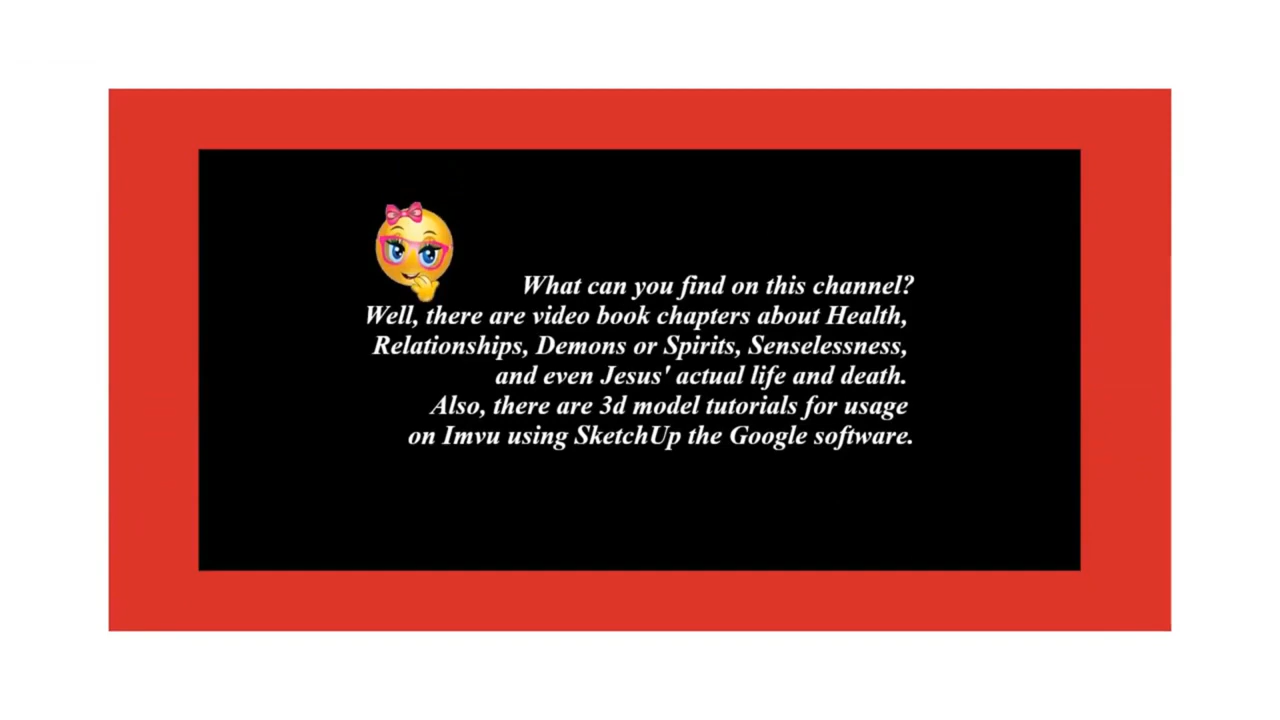 What can you find on this channel?
Well, there are video book chapters about Health,
Relationships, Demons or Spirits, Senselessness,
and even Jesus' actual life and death.
Also, there are 3d model tutorials for usage
on Imvu using SketchUp the Google software.